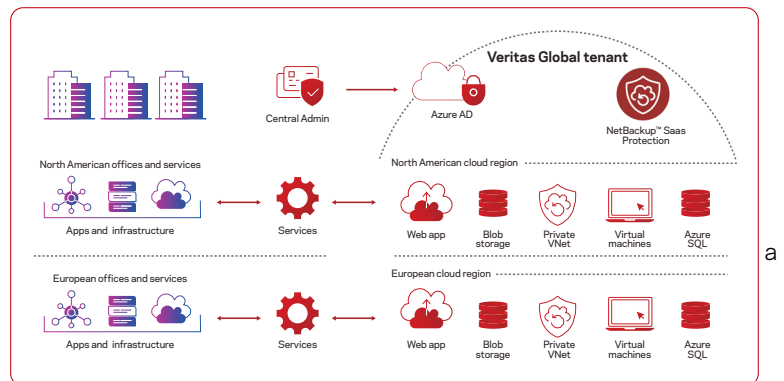 Veritas Global tenant
Central Admin
Azure AD
NetBackup™ Saas
Protection
North American offices and services
North American cloud region
Apps and infrastructure
Services
Web app
Blob
storage
Private
VNet
Virtual
machines
Azure
SQL
a
European offices and services
European cloud region
Apps and infrastructure
Services
Web app
Blob
storage
Private
VNet
Virtual
machines
Azure
SQL